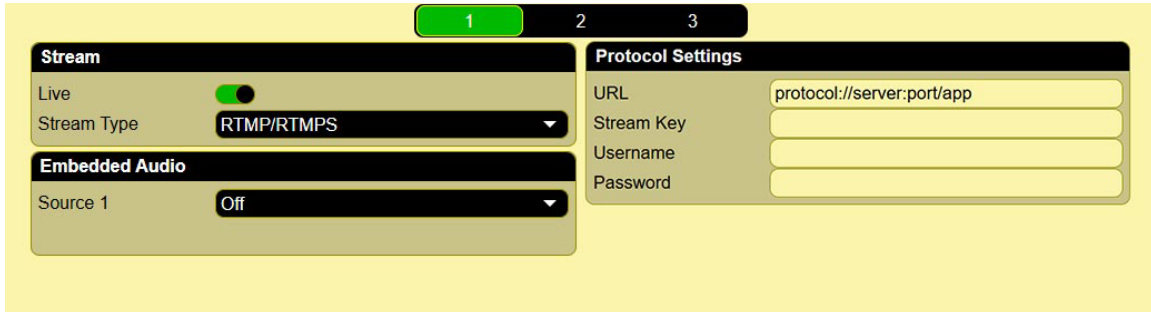 1 2 3
Stream
Live
Stream Type RTMP/RTMPS
Embedded Audio
Source 1 Off
Protocol Settings
URL protocol://server:port/app
Stream Key
Username
Password